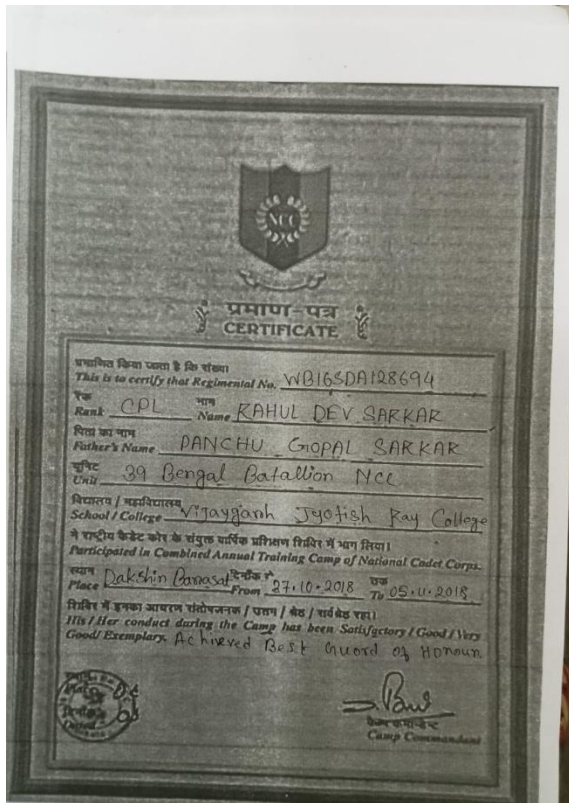 NCC
प्रमाण-पत्र
CERTIFICATE
प्रमाणित किया जाता है कि संख्या
This is to certify that Regimental No. WB16SDA128694
रैंक नाम
Rank CPL Name RAHUL DEV SARKAR
पिता का नाम
Father's Name PANCHU GOPAL SARKAR
यूनिट
Unit 39 Bengal Batallion NCC
विद्यालय / महाविद्यालय
School / College Vijaygarh Jyotish Ray College
ने राष्ट्रीय कैडेट कोर के संयुक्त वार्षिक प्रशिक्षण शिविर में भाग लिया।
Participated in Combined Annual Training Camp of National Cadet Corps.
स्थान दिनाँक से तक
Place Dakshin Barasat From 27.10.2018 To 05.11.2018
शिविर में इनका आचरण संतोषजनक / उत्तम / श्रेष्ठ / सर्वश्रेष्ठ रहा।
His / Her conduct during the Camp has been Satisfactory / Good / Very
Good/ Exemplary. Achieved Best Guord of Honour
कैम्प कमान्डेन्ट
Camp Commandant